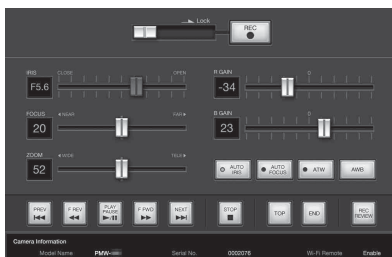 Lock
REC
IRIS CLOSE OPEN R GAIN 0
F5.6 -34
FOCUS ◄NEAR FAR► B GAIN 0
20 23
ZOOM ◄WIDE TELE►
52 AUTO IRIS AUTO FOCUS ATW AWB
PREV F REV PLAY PAUSE F FWD NEXT STOP TOP END REC REVIEW
Camera Information
Model Name PMW- Serial No. 0002076 Wi-Fi Remote Enable